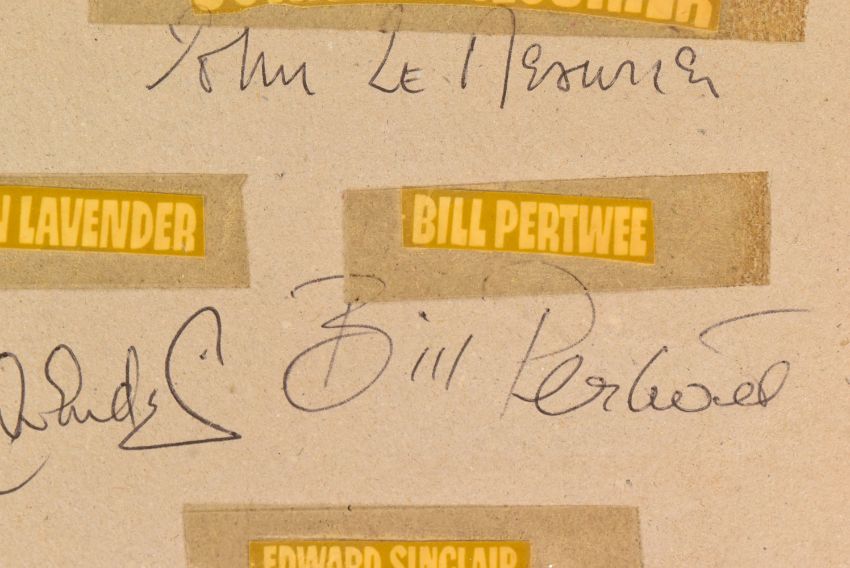 John Le Mesurier
N LAVENDER
BILL PERTWEE
Bill Pertwee
EDWARD SINCLAIR